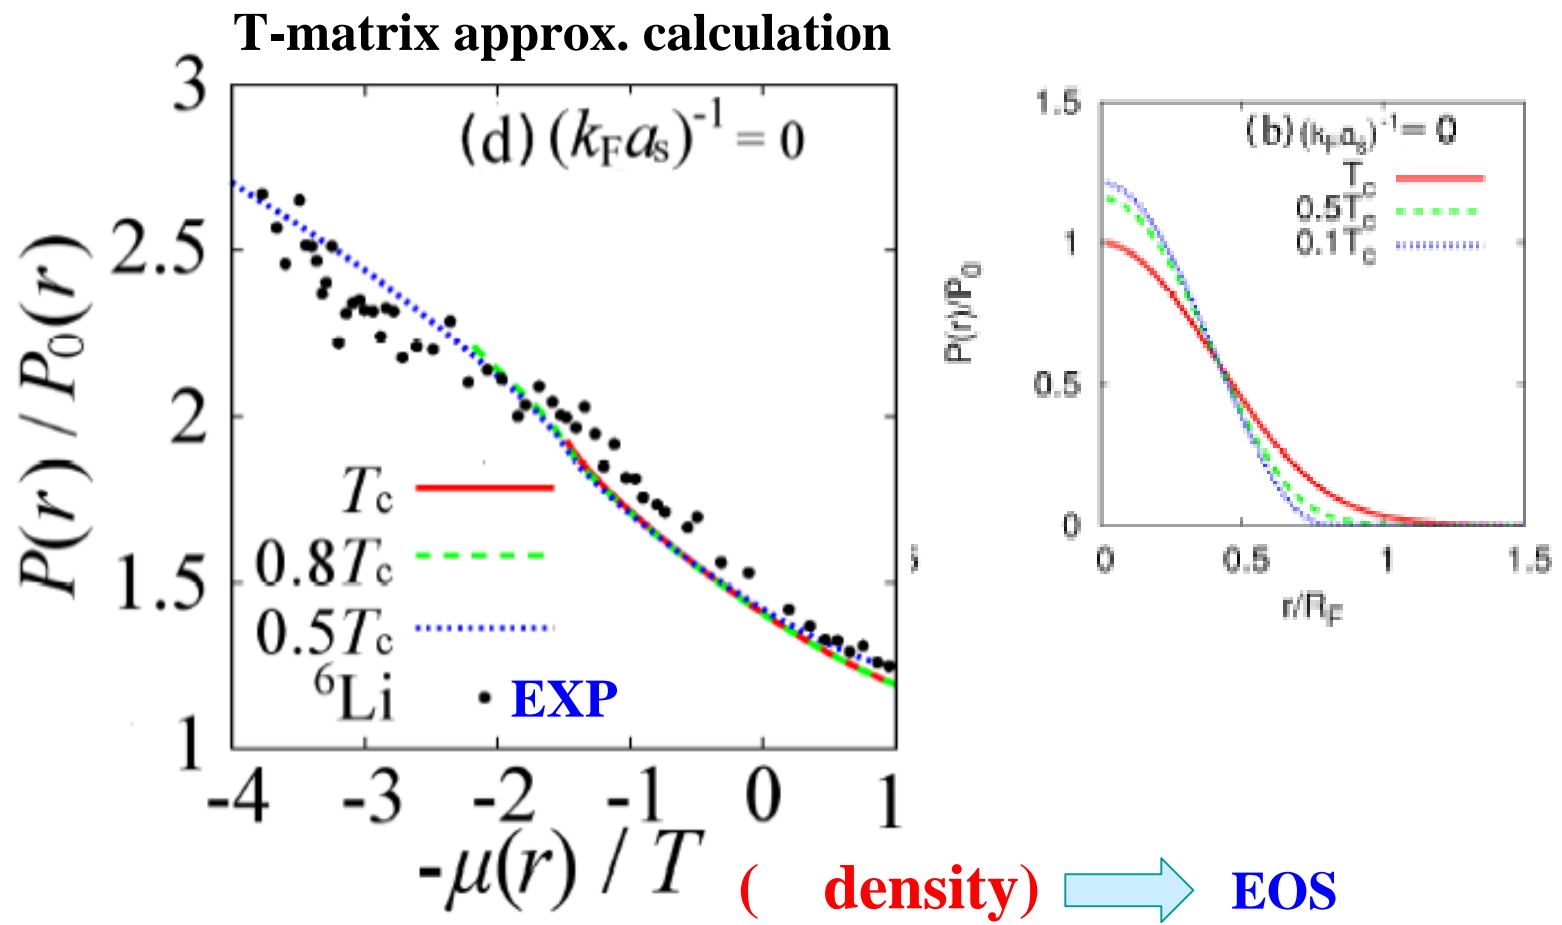 T-matrix approx. calculation
3
2.5
2
1.5
1
P(r) / P₀(r)
(d) (k_F a_s)⁻¹ = 0
T_c
0.8T_c
0.5T_c
⁶Li
EXP
-4 -3 -2 -1 0 1
-μ(r) / T
( density)
EOS
1.5
1
0.5
0
P(r)/P₀
(b) (k_F a_s)⁻¹ = 0
T_c
0.5T_c
0.1T_c
0 0.5 1 1.5
r/R_F